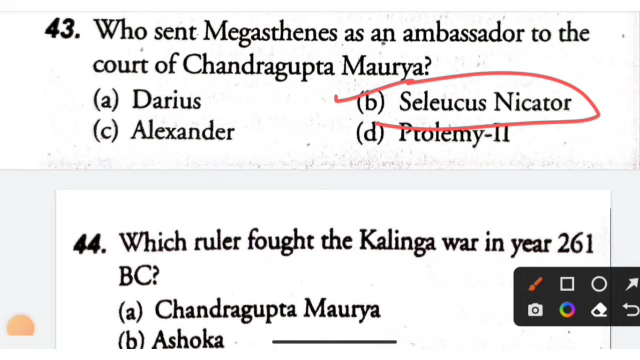 43. Who sent Megasthenes as an ambassador to the
court of Chandragupta Maurya?
(a) Darius (b) Seleucus Nicator
(c) Alexander (d) Ptolemy-II
44. Which ruler fought the Kalinga war in year 261
BC?
(a) Chandragupta Maurya
(b) Ashoka